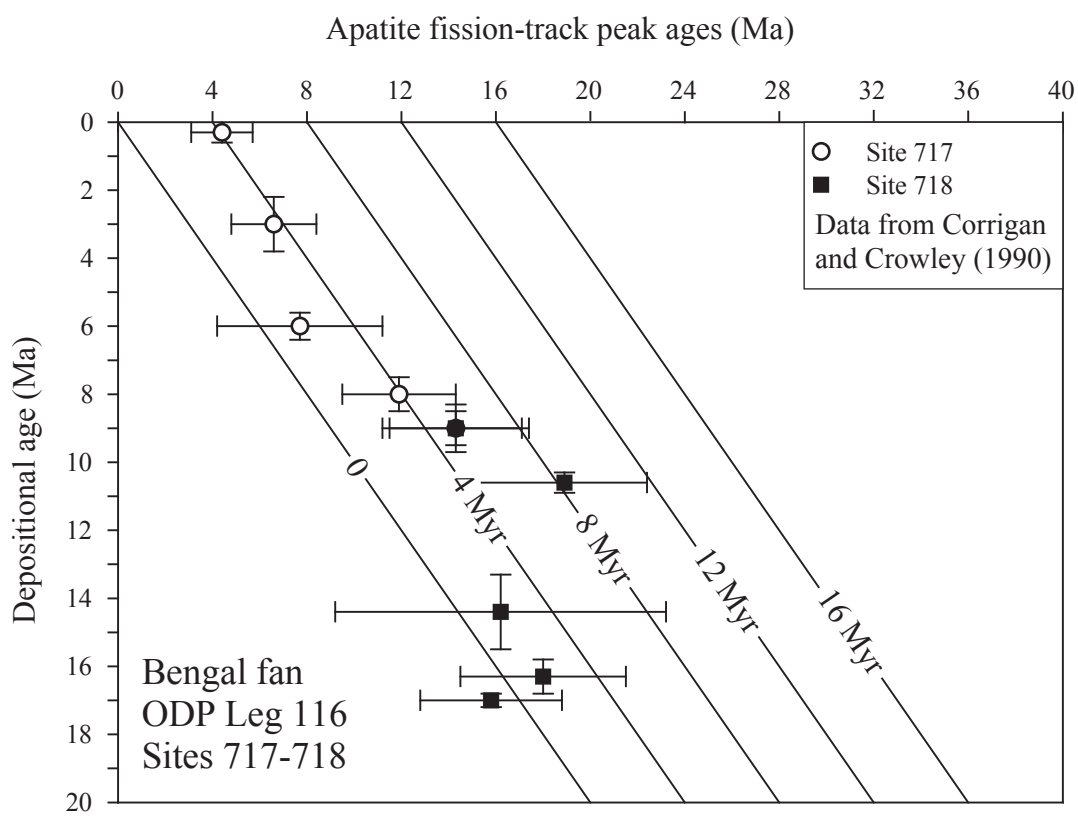 Apatite fission-track peak ages (Ma)
0 4 8 12 16 20 24 28 32 36 40
Depositional age (Ma)
0
2
4
6
8
10
12
14
16
18
20
Site 717
Site 718
Data from Corrigan
and Crowley (1990)
0
4 Myr
8 Myr
12 Myr
16 Myr
Bengal fan
ODP Leg 116
Sites 717-718